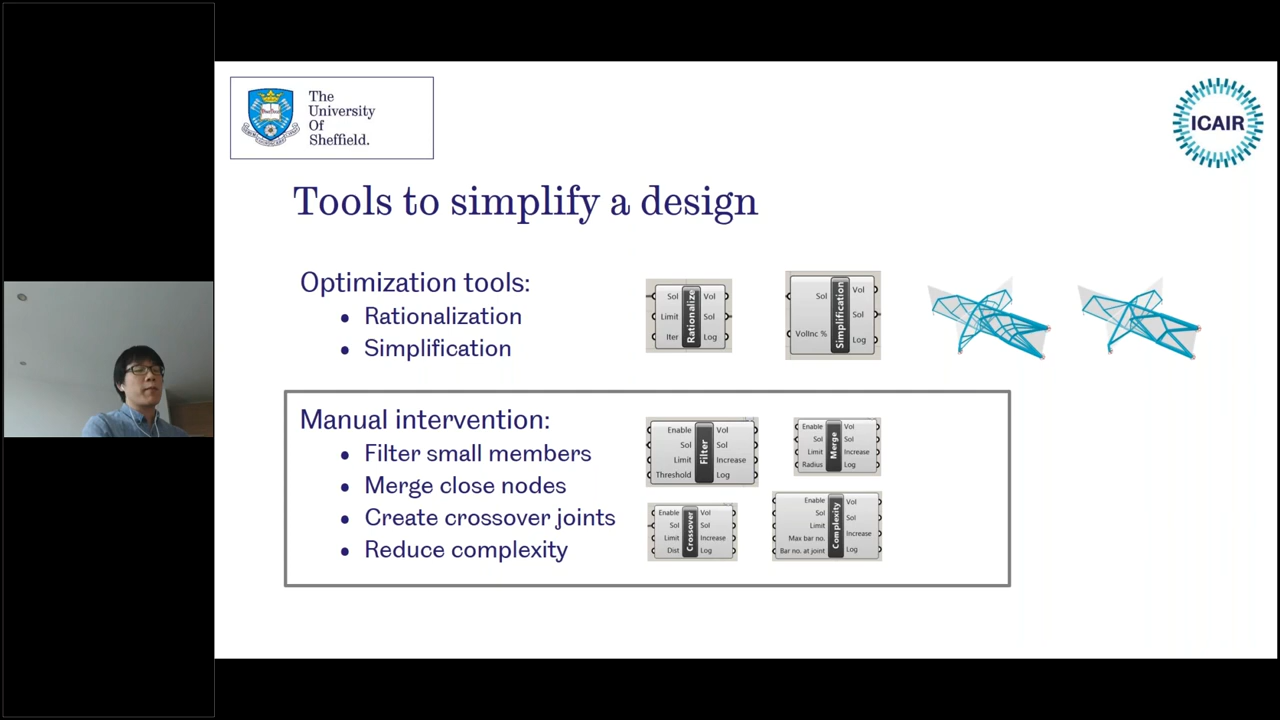 The
University
Of
Sheffield.
ICAIR
Tools to simplify a design
Optimization tools:
• Rationalization
• Simplification
Sol
Limit
Iter
Rationalize
Vol
Sol
Log
Sol
VolInc %
Simplification
Vol
Sol
Log
Manual intervention:
• Filter small members
• Merge close nodes
• Create crossover joints
• Reduce complexity
Enable
Sol
Limit
Threshold
Filter
Vol
Sol
Increase
Log
Enable
Sol
Limit
Radius
Merge
Vol
Sol
Increase
Log
Enable
Sol
Limit
Dist
Crossover
Vol
Sol
Increase
Log
Enable
Sol
Limit
Max bar no.
Bar no. at joint
Complexity
Vol
Sol
Increase
Log